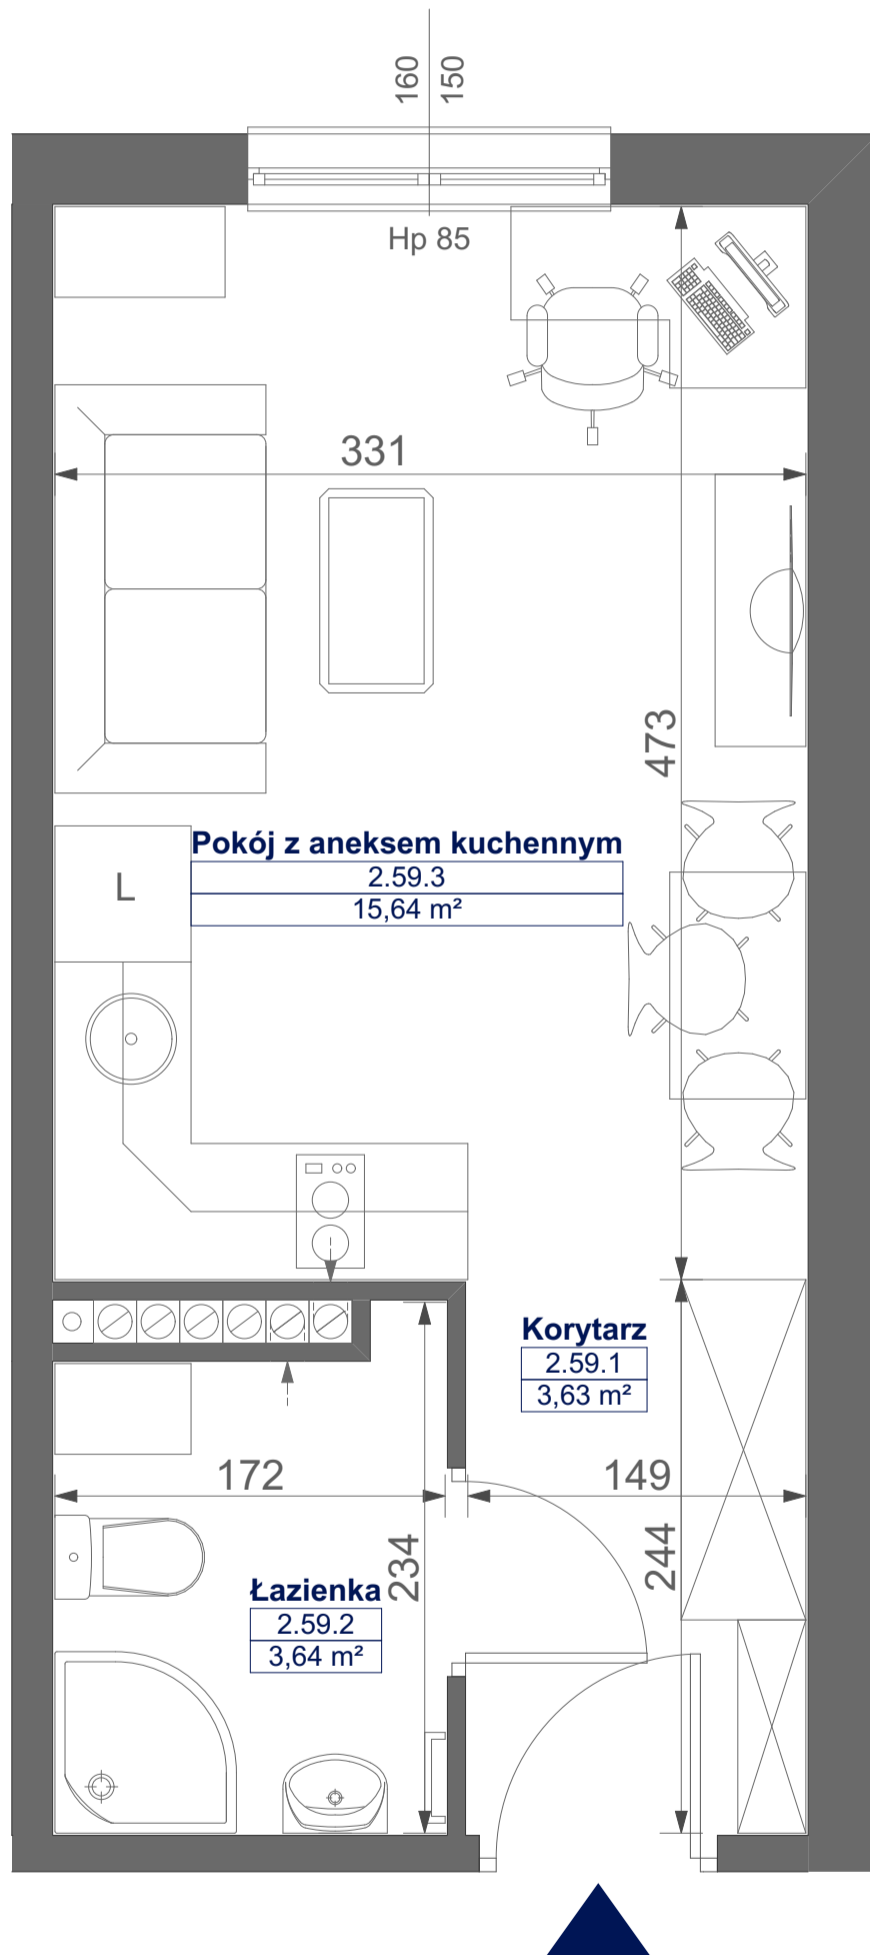 160
150
Hp 85
331
473
Pokój z aneksem kuchennym
2.59.3
15,64 m²
L
Korytarz
2.59.1
3,63 m²
172
149
234
244
Łazienka
2.59.2
3,64 m²